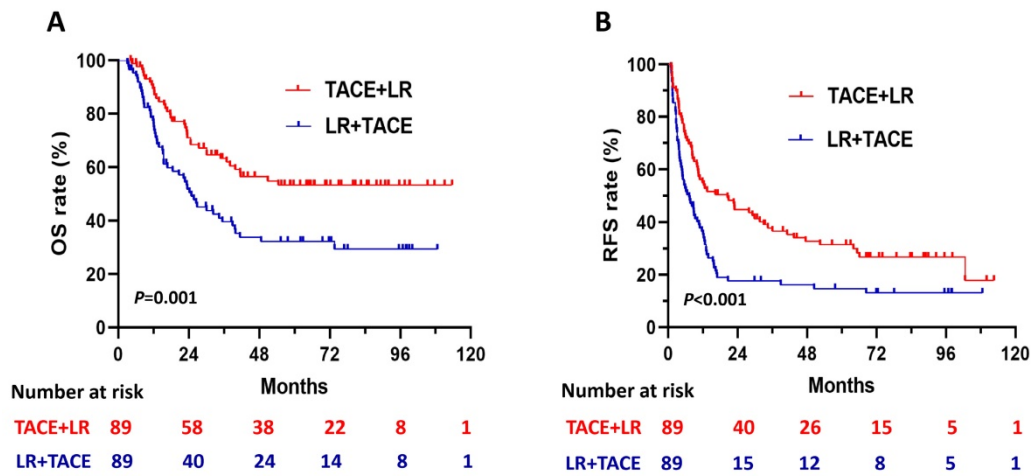 A
OS rate (%)
100
80
60
40
20
0
TACE+LR
LR+TACE
P=0.001
0 24 48 72 96 120
Months
Number at risk
TACE+LR 89 58 38 22 8 1
LR+TACE 89 40 24 14 8 1
B
RFS rate (%)
100
80
60
40
20
0
TACE+LR
LR+TACE
P<0.001
0 24 48 72 96 120
Months
Number at risk
TACE+LR 89 40 26 15 5 1
LR+TACE 89 15 12 8 5 1